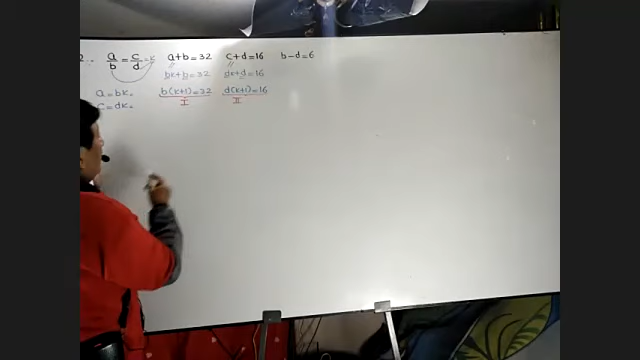 a/b = c/d = k   a+b=32   c+d=16   b-d=6
bk+b=32   dk+d=16
a=bk   b(k+1)=32   d(k+1)=16
c=dk   I   II